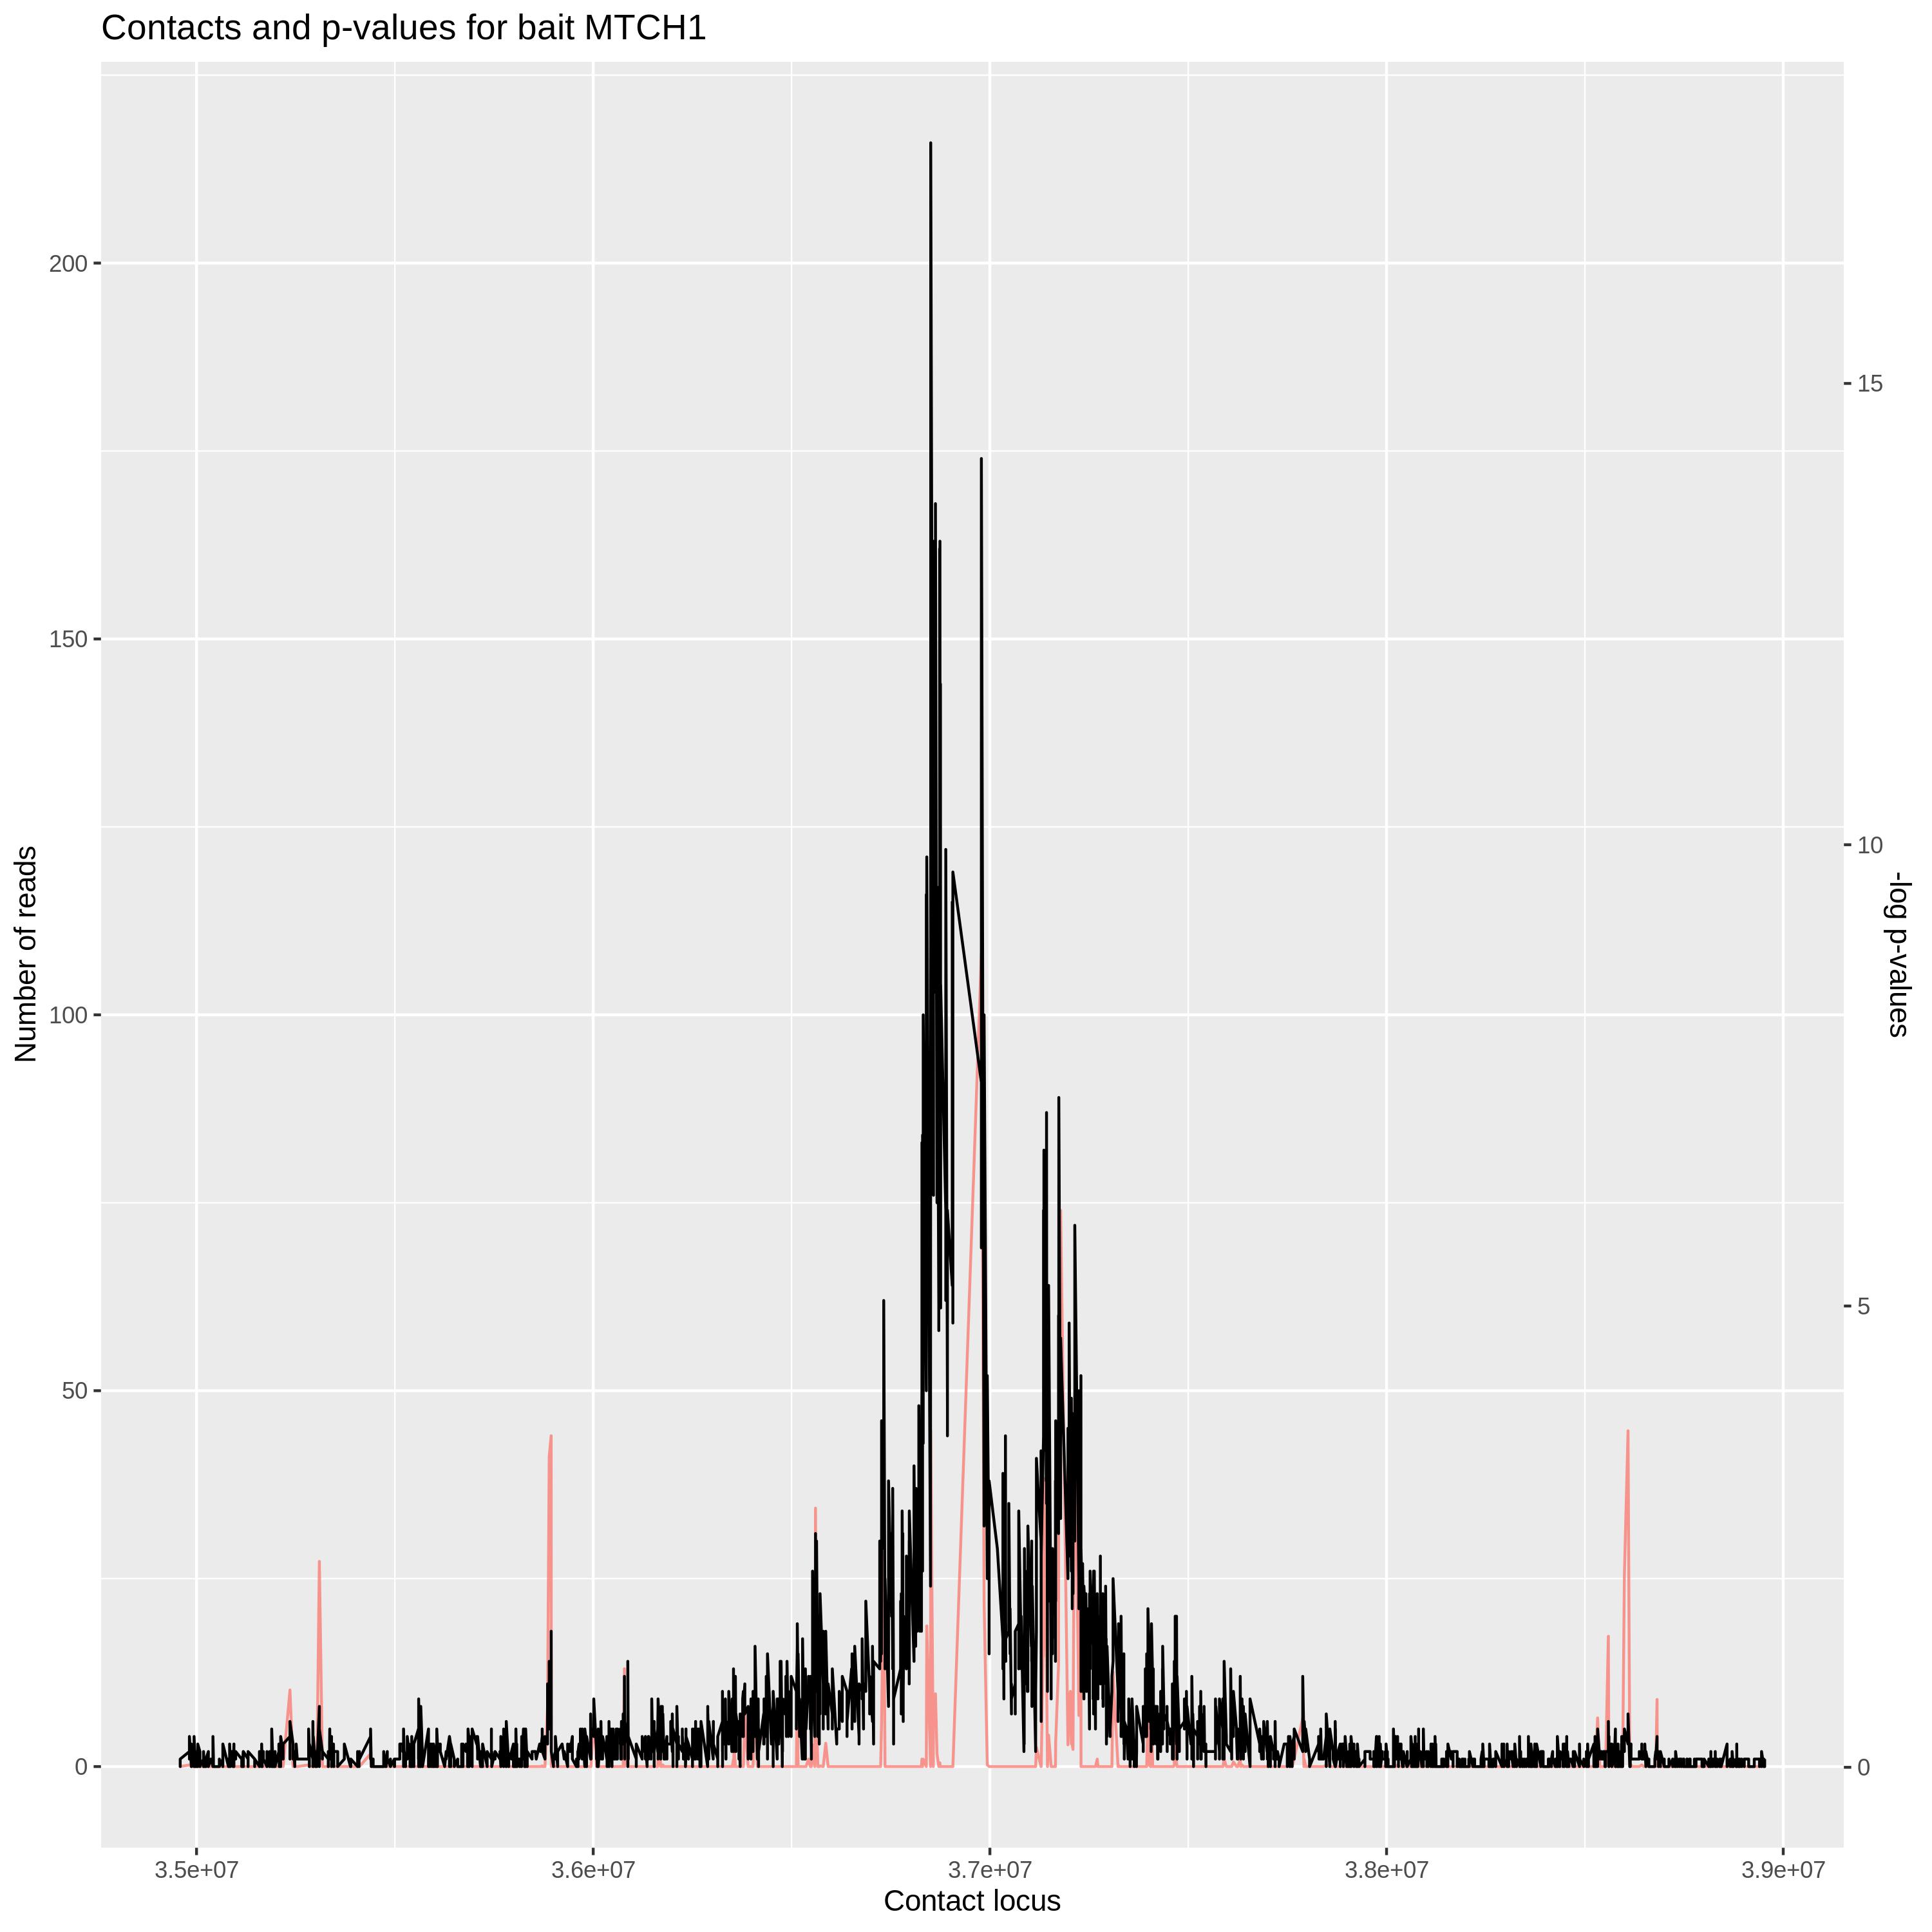 Contacts and p-values for bait MTCH1
200
150
100
50
0
Number of reads
15
10
5
0
-log p-values
3.5e+07 3.6e+07 3.7e+07 3.8e+07 3.9e+07
Contact locus